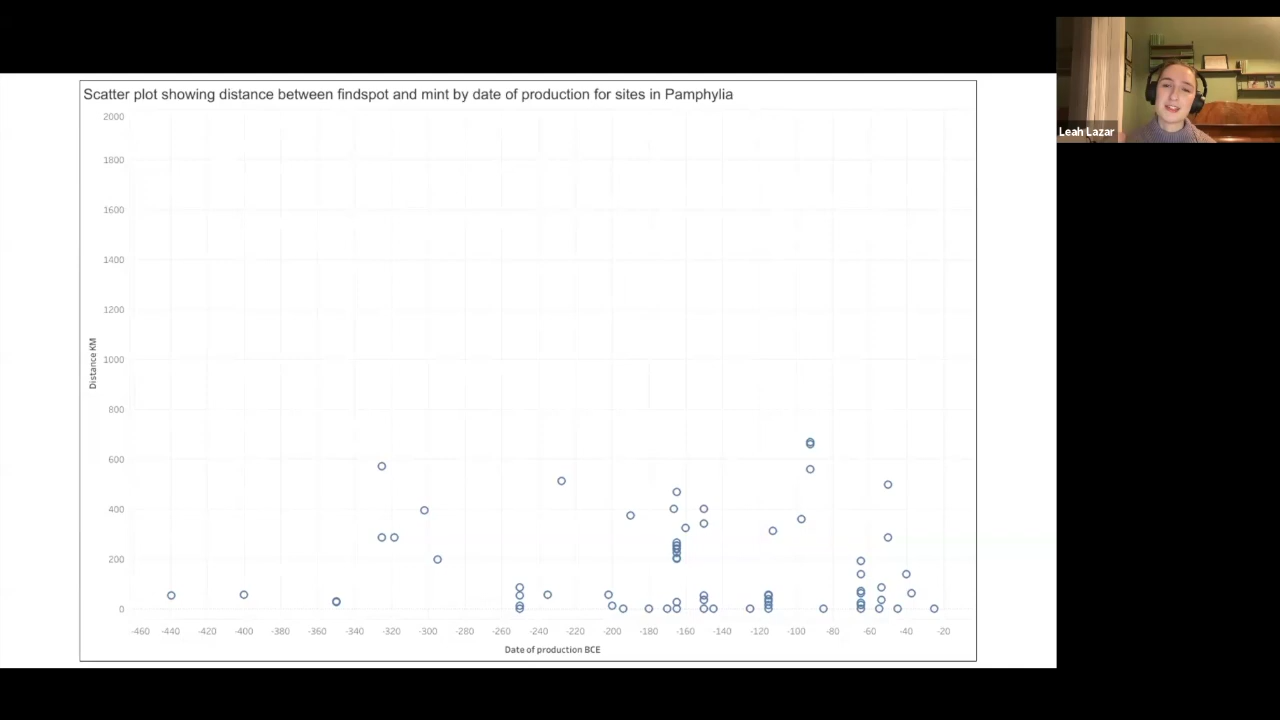 Scatter plot showing distance between findspot and mint by date of production for sites in Pamphylia
2000
1800
1600
1400
1200
1000
800
600
400
200
0
Distance KM
-460 -440 -420 -400 -380 -360 -340 -320 -300 -280 -260 -240 -220 -200 -180 -160 -140 -120 -100 -80 -60 -40 -20
Date of production BCE
Leah Lazar